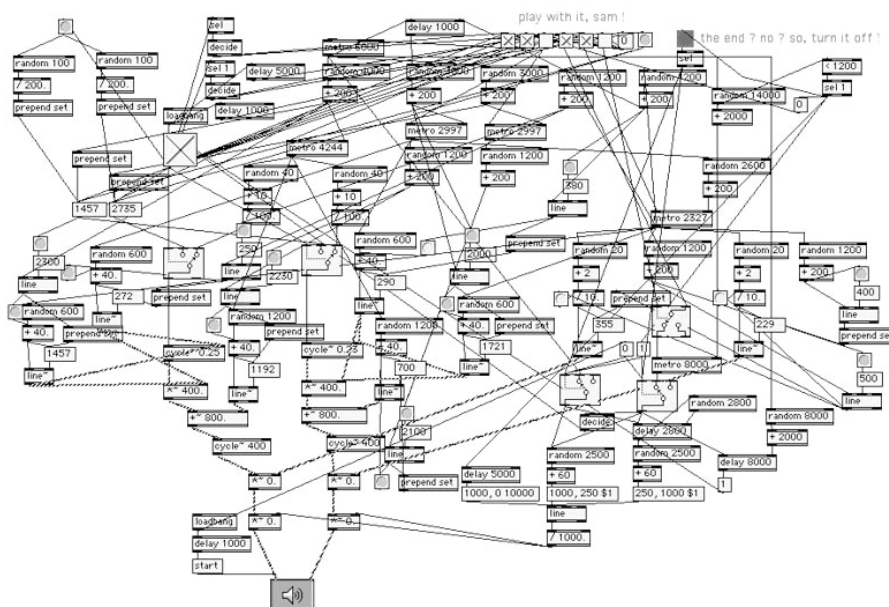 play with it, sam !
the end ? no ? so, turn it off !
sel
decide
sel 1
decide
delay 5000
delay 1000
loadbang
metro 6000
delay 1000
random 100
/ 200.
prepend set
random 100
/ 200.
prepend set
+ 200
random 3000
+ 200
random 1200
+ 200
+ 200
sel
0
0
< 1200
sel 1
random 14000
+ 2000
prepend set
prepend set
1457
2735
metro 4244
random 40
+ 10
/ 100.
random 40
+ 10
/ 100.
metro 2997
random 1200
+ 200
metro 2997
random 1200
+ 200
380
line
prepend set
random 2600
+ 200
metro 2327
2300
line
random 600
+ 40.
272
line~
prepend set
250
line
line
2230
random 600
+ 40.
290
line~
2000
line
random 20
+ 2
/ 10.
355
line~
random 1200
+ 200
prepend set
random 20
+ 2
/ 10.
229
line~
random 1200
+ 200
400
line
prepend set
random 600
+ 40.
1457
line~
prepend set
cycle~ 0.25
*~ 400.
+~ 800.
cycle~ 400
random 1200
+ 40.
1192
line~
prepend set
cycle~ 0.23
*~ 400.
+~ 800.
cycle~ 400
random 1200
+ 40.
700
line~
random 600
+ 40.
1721
line~
prepend set
2100
line
prepend set
0
1
metro 8000
500
line
decide
random 2800
delay 2800
random 8000
+ 2000
delay 8000
1
delay 5000
1000, 0 10000
random 2500
+ 60
1000, 250 $1
random 2500
+ 60
250, 1000 $1
line
/ 1000.
*~ 0.
*~ 0.
*~ 0.
*~ 0.
loadbang
delay 1000
start